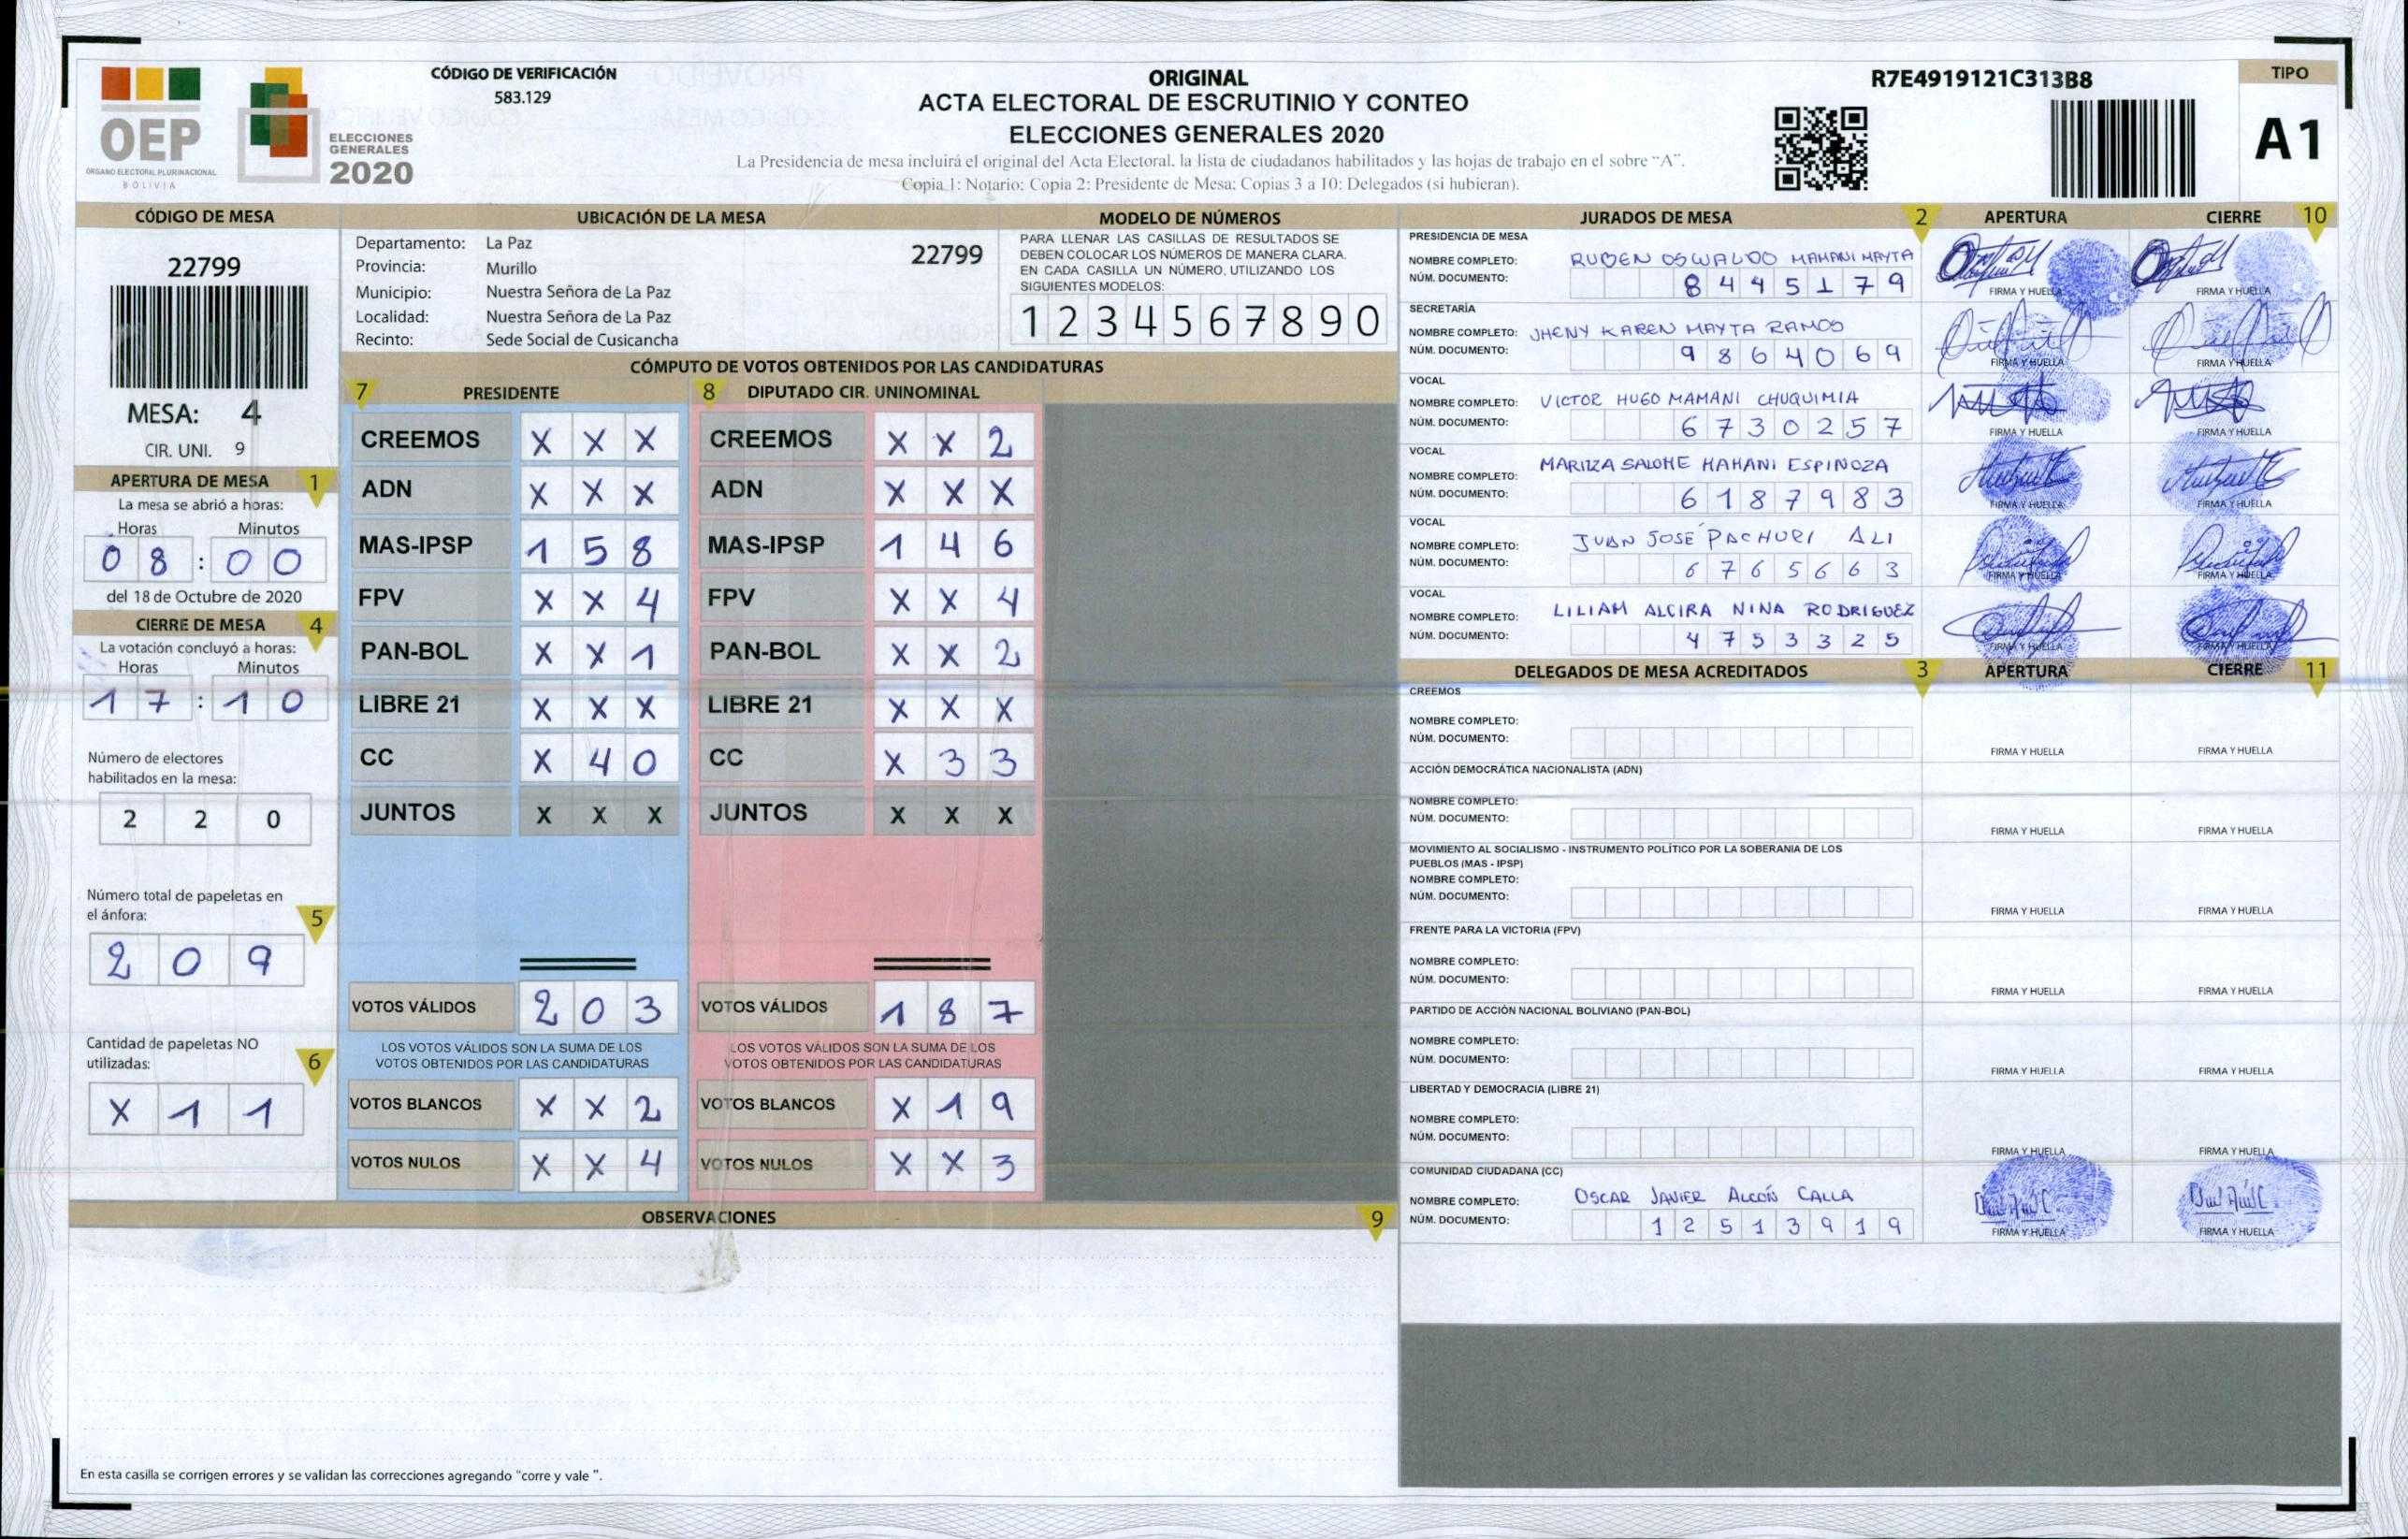 CÓDIGO DE VERIFICACIÓN
583.129
OEP
ÓRGANO ELECTORAL PLURINACIONAL
BOLIVIA
ELECCIONES
GENERALES
2020
ORIGINAL
ACTA ELECTORAL DE ESCRUTINIO Y CONTEO
ELECCIONES GENERALES 2020
La Presidencia de mesa incluirá el original del Acta Electoral, la lista de ciudadanos habilitados y las hojas de trabajo en el sobre "A".
Copia 1: Notario; Copia 2: Presidente de Mesa; Copias 3 a 10: Delegados (si hubieran).
R7E4919121C313B8
TIPO
A1
CÓDIGO DE MESA
22799
MESA: 4
CIR. UNI. 9
APERTURA DE MESA 1
La mesa se abrió a horas:
Horas Minutos
0 8 : 0 0
del 18 de Octubre de 2020
CIERRE DE MESA 4
La votación concluyó a horas:
Horas Minutos
1 7 : 1 0
Número de electores
habilitados en la mesa:
2 2 0
Número total de papeletas en
el ánfora:
5
2 0 9
Cantidad de papeletas NO
utilizadas:
6
X 1 1
UBICACIÓN DE LA MESA
Departamento: La Paz
22799
Provincia: Murillo
Municipio: Nuestra Señora de La Paz
Localidad: Nuestra Señora de La Paz
Recinto: Sede Social de Cusicancha
MODELO DE NÚMEROS
PARA LLENAR LAS CASILLAS DE RESULTADOS SE
DEBEN COLOCAR LOS NÚMEROS DE MANERA CLARA.
EN CADA CASILLA UN NÚMERO, UTILIZANDO LOS
SIGUIENTES MODELOS:
1 2 3 4 5 6 7 8 9 0
CÓMPUTO DE VOTOS OBTENIDOS POR LAS CANDIDATURAS
7 PRESIDENTE
CREEMOS X X X
ADN X X X
MAS-IPSP 1 5 8
FPV X X 4
PAN-BOL X X 1
LIBRE 21 X X X
CC X 4 0
JUNTOS X X X
VOTOS VÁLIDOS 2 0 3
LOS VOTOS VÁLIDOS SON LA SUMA DE LOS
VOTOS OBTENIDOS POR LAS CANDIDATURAS
VOTOS BLANCOS X X 2
VOTOS NULOS X X 4
8 DIPUTADO CIR. UNINOMINAL
CREEMOS X X 2
ADN X X X
MAS-IPSP 1 4 6
FPV X X 4
PAN-BOL X X 2
LIBRE 21 X X X
CC X 3 3
JUNTOS X X X
VOTOS VÁLIDOS 1 8 7
LOS VOTOS VÁLIDOS SON LA SUMA DE LOS
VOTOS OBTENIDOS POR LAS CANDIDATURAS
VOTOS BLANCOS X 1 9
VOTOS NULOS X X 3
OBSERVACIONES 9
En esta casilla se corrigen errores y se validan las correcciones agregando "corre y vale ".
JURADOS DE MESA 2 APERTURA CIERRE 10
PRESIDENCIA DE MESA
NOMBRE COMPLETO: RUBEN OSWALDO MAMANI MAYTA
NÚM. DOCUMENTO: 8 4 4 5 1 7 9
FIRMA Y HUELLA FIRMA Y HUELLA
SECRETARÍA
NOMBRE COMPLETO: JHENY KAREN MAYTA RAMOS
NÚM. DOCUMENTO: 9 8 6 4 0 6 9
FIRMA Y HUELLA FIRMA Y HUELLA
VOCAL
NOMBRE COMPLETO: VICTOR HUGO MAMANI CHUQUIMIA
NÚM. DOCUMENTO: 6 7 3 0 2 5 7
FIRMA Y HUELLA FIRMA Y HUELLA
VOCAL
NOMBRE COMPLETO: MARITZA SALOME MAMANI ESPINOZA
NÚM. DOCUMENTO: 6 1 8 7 9 8 3
FIRMA Y HUELLA FIRMA Y HUELLA
VOCAL
NOMBRE COMPLETO: JUAN JOSÉ PACHURI ALI
NÚM. DOCUMENTO: 6 7 6 5 6 6 3
FIRMA Y HUELLA FIRMA Y HUELLA
VOCAL
NOMBRE COMPLETO: LILIAM ALCIRA NINA RODRIGUEZ
NÚM. DOCUMENTO: 4 7 5 3 3 2 5
FIRMA Y HUELLA FIRMA Y HUELLA
DELEGADOS DE MESA ACREDITADOS 3 APERTURA CIERRE 11
CREEMOS
NOMBRE COMPLETO:
NÚM. DOCUMENTO:
FIRMA Y HUELLA FIRMA Y HUELLA
ACCIÓN DEMOCRÁTICA NACIONALISTA (ADN)
NOMBRE COMPLETO:
NÚM. DOCUMENTO:
FIRMA Y HUELLA FIRMA Y HUELLA
MOVIMIENTO AL SOCIALISMO - INSTRUMENTO POLÍTICO POR LA SOBERANIA DE LOS
PUEBLOS (MAS - IPSP)
NOMBRE COMPLETO:
NÚM. DOCUMENTO:
FIRMA Y HUELLA FIRMA Y HUELLA
FRENTE PARA LA VICTORIA (FPV)
NOMBRE COMPLETO:
NÚM. DOCUMENTO:
FIRMA Y HUELLA FIRMA Y HUELLA
PARTIDO DE ACCIÓN NACIONAL BOLIVIANO (PAN-BOL)
NOMBRE COMPLETO:
NÚM. DOCUMENTO:
FIRMA Y HUELLA FIRMA Y HUELLA
LIBERTAD Y DEMOCRACIA (LIBRE 21)
NOMBRE COMPLETO:
NÚM. DOCUMENTO:
FIRMA Y HUELLA FIRMA Y HUELLA
COMUNIDAD CIUDADANA (CC)
NOMBRE COMPLETO: OSCAR JAVIER ALCÓN CALLA
NÚM. DOCUMENTO: 1 2 5 1 3 9 1 9
FIRMA Y HUELLA FIRMA Y HUELLA